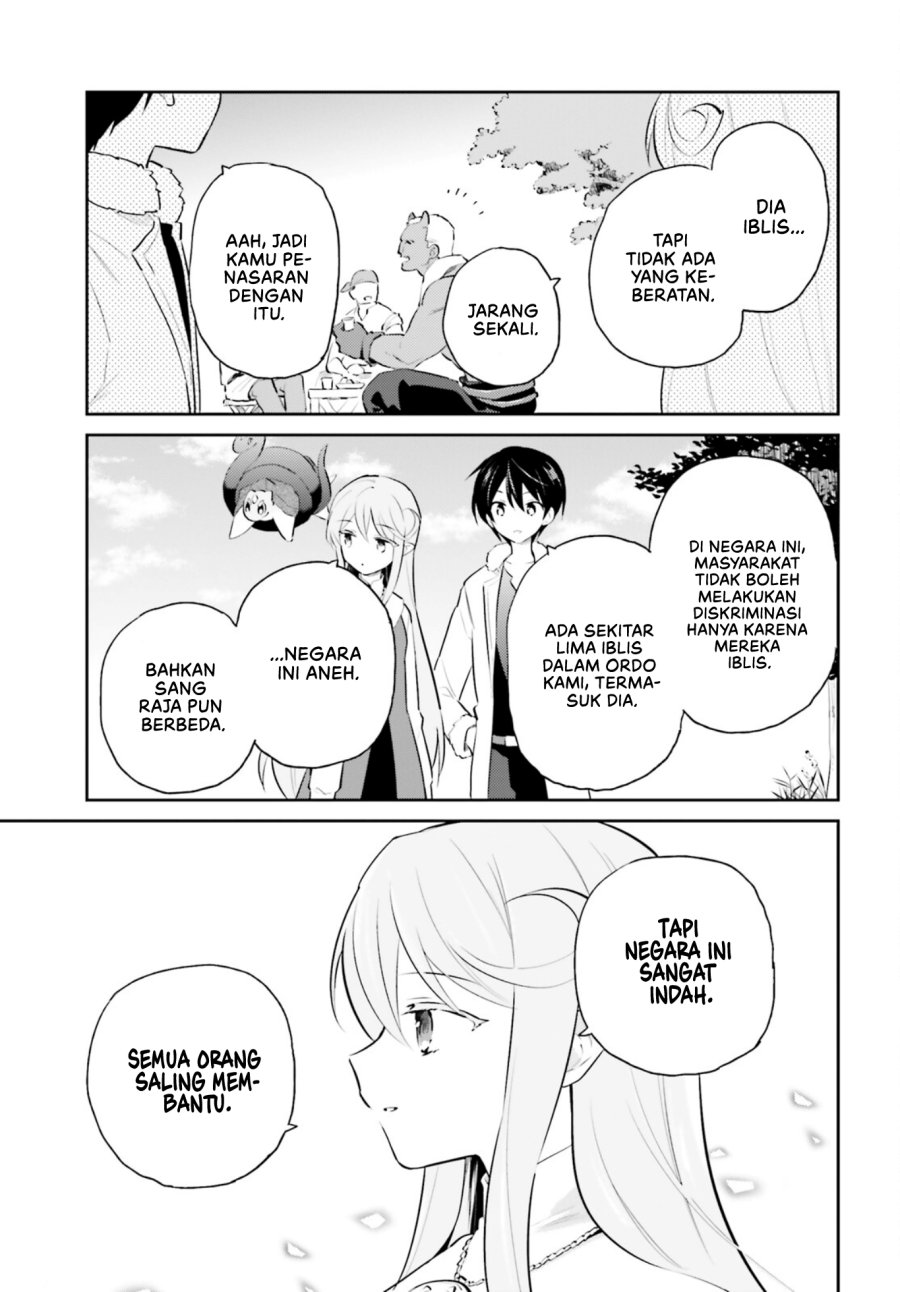 DIA
IBLIS...
TAPI
TIDAK ADA
YANG KE-
BERATAN.
JARANG
SEKALI.
AAH, JADI
KAMU PE-
NASARAN
DENGAN
ITU.
DI NEGARA INI,
MASYARAKAT
TIDAK BOLEH
MELAKUKAN
DISKRIMINASI
HANYA KARENA
MEREKA
IBLIS.
ADA SEKITAR
LIMA IBLIS
DALAM ORDO
KAMI, TERMA-
SUK DIA.
...NEGARA
INI ANEH.
BAHKAN
SANG
RAJA PUN
BERBEDA.
TAPI
NEGARA INI
SANGAT
INDAH.
SEMUA ORANG
SALING MEM-
BANTU.